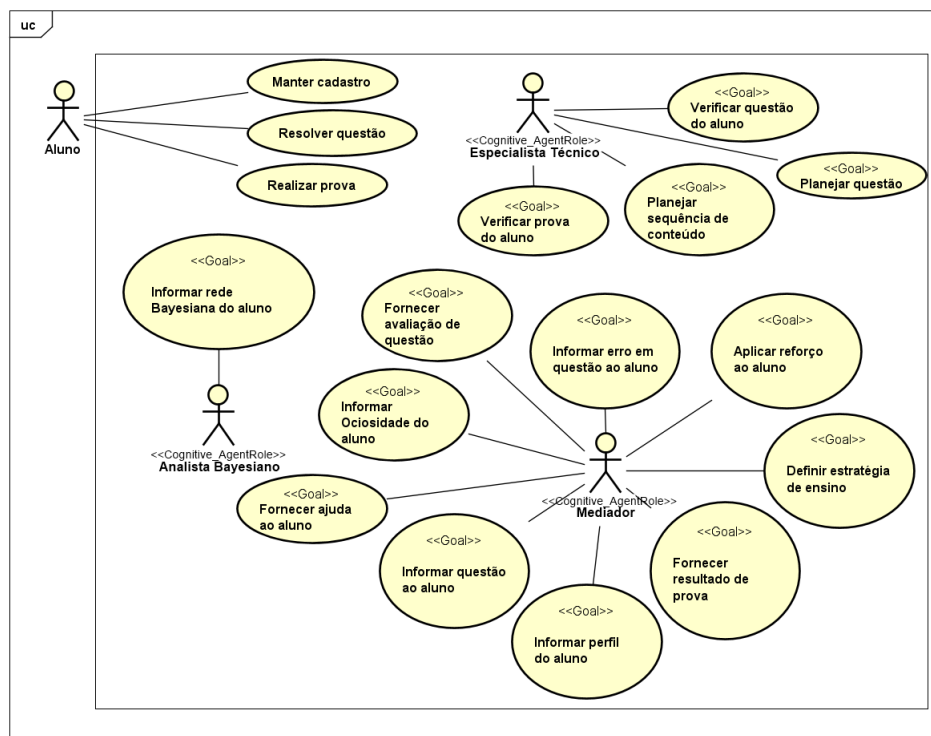 uc
Aluno
Manter cadastro
Resolver questão
Realizar prova
<<Cognitive_AgentRole>>
Especialista Técnico
<<Goal>>
Verificar questão
do aluno
<<Goal>>
Planejar questão
<<Goal>>
Verificar prova
do aluno
<<Goal>>
Planejar
sequência de
conteúdo
<<Goal>>
Informar rede
Bayesiana do aluno
<<Cognitive_AgentRole>>
Analista Bayesiano
<<Goal>>
Fornecer
avaliação de
questão
<<Goal>>
Informar erro em
questão ao aluno
<<Goal>>
Aplicar reforço
ao aluno
<<Goal>>
Informar
Ociosidade do
aluno
<<Goal>>
Definir estratégia
de ensino
<<Cognitive_AgentRole>>
Mediador
<<Goal>>
Fornecer ajuda
ao aluno
<<Goal>>
Informar questão
ao aluno
<<Goal>>
Informar perfil
do aluno
<<Goal>>
Fornecer
resultado de
prova